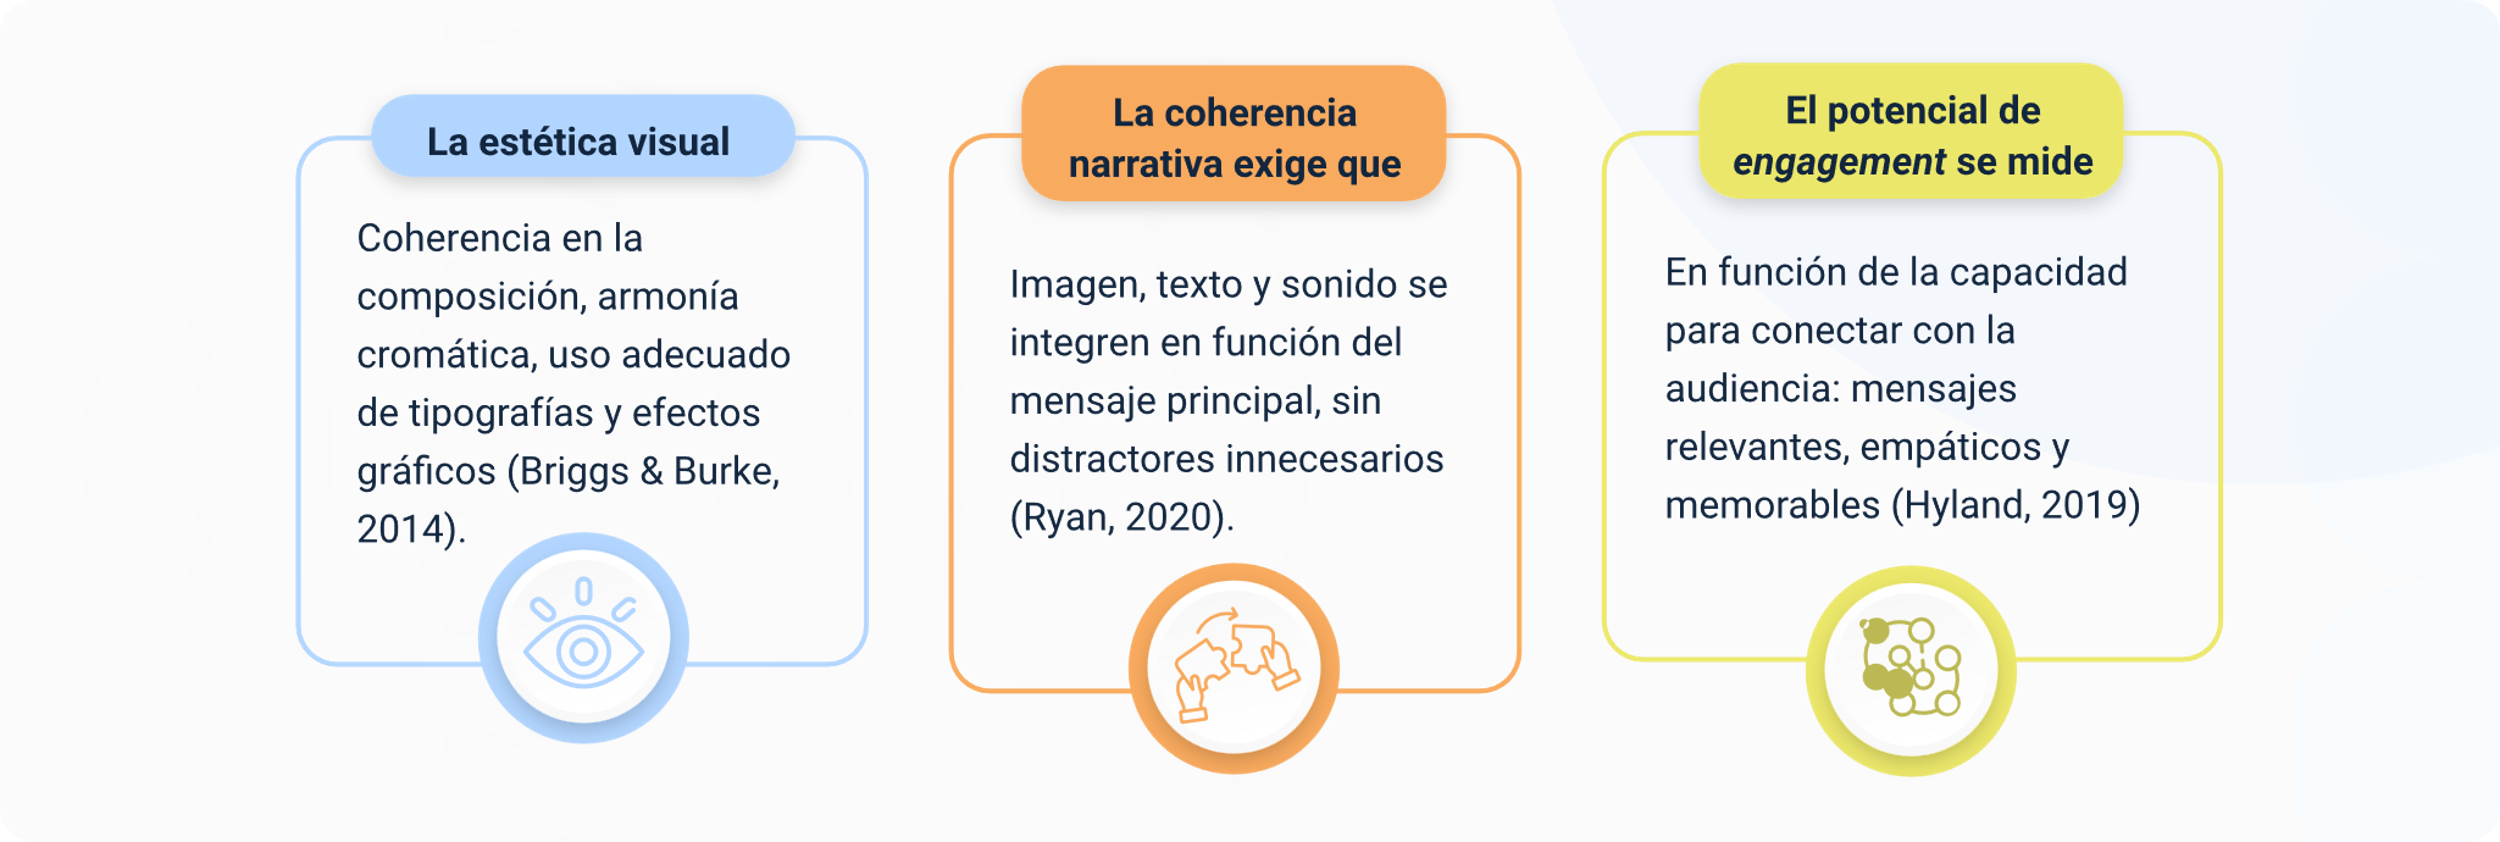 La estética visual
Coherencia en la
composición, armonía
cromática, uso adecuado
de tipografías y efectos
gráficos (Briggs & Burke,
2014).
La coherencia
narrativa exige que
Imagen, texto y sonido se
integren en función del
mensaje principal, sin
distractores innecesarios
(Ryan, 2020).
El potencial de
engagement se mide
En función de la capacidad
para conectar con la
audiencia: mensajes
relevantes, empáticos y
memorables (Hyland, 2019)